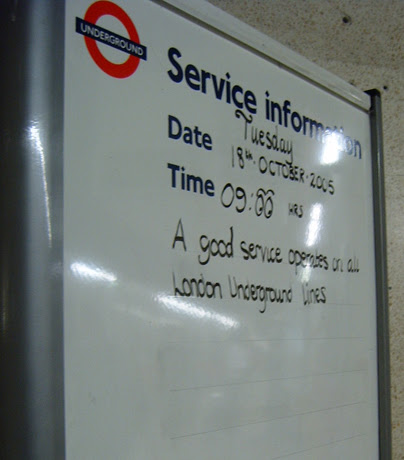 UNDERGROUND
Service information
Date Tuesday
18th. OCTOBER. 2005
Time 09:00 HRS
A good service operates on all
London Underground lines